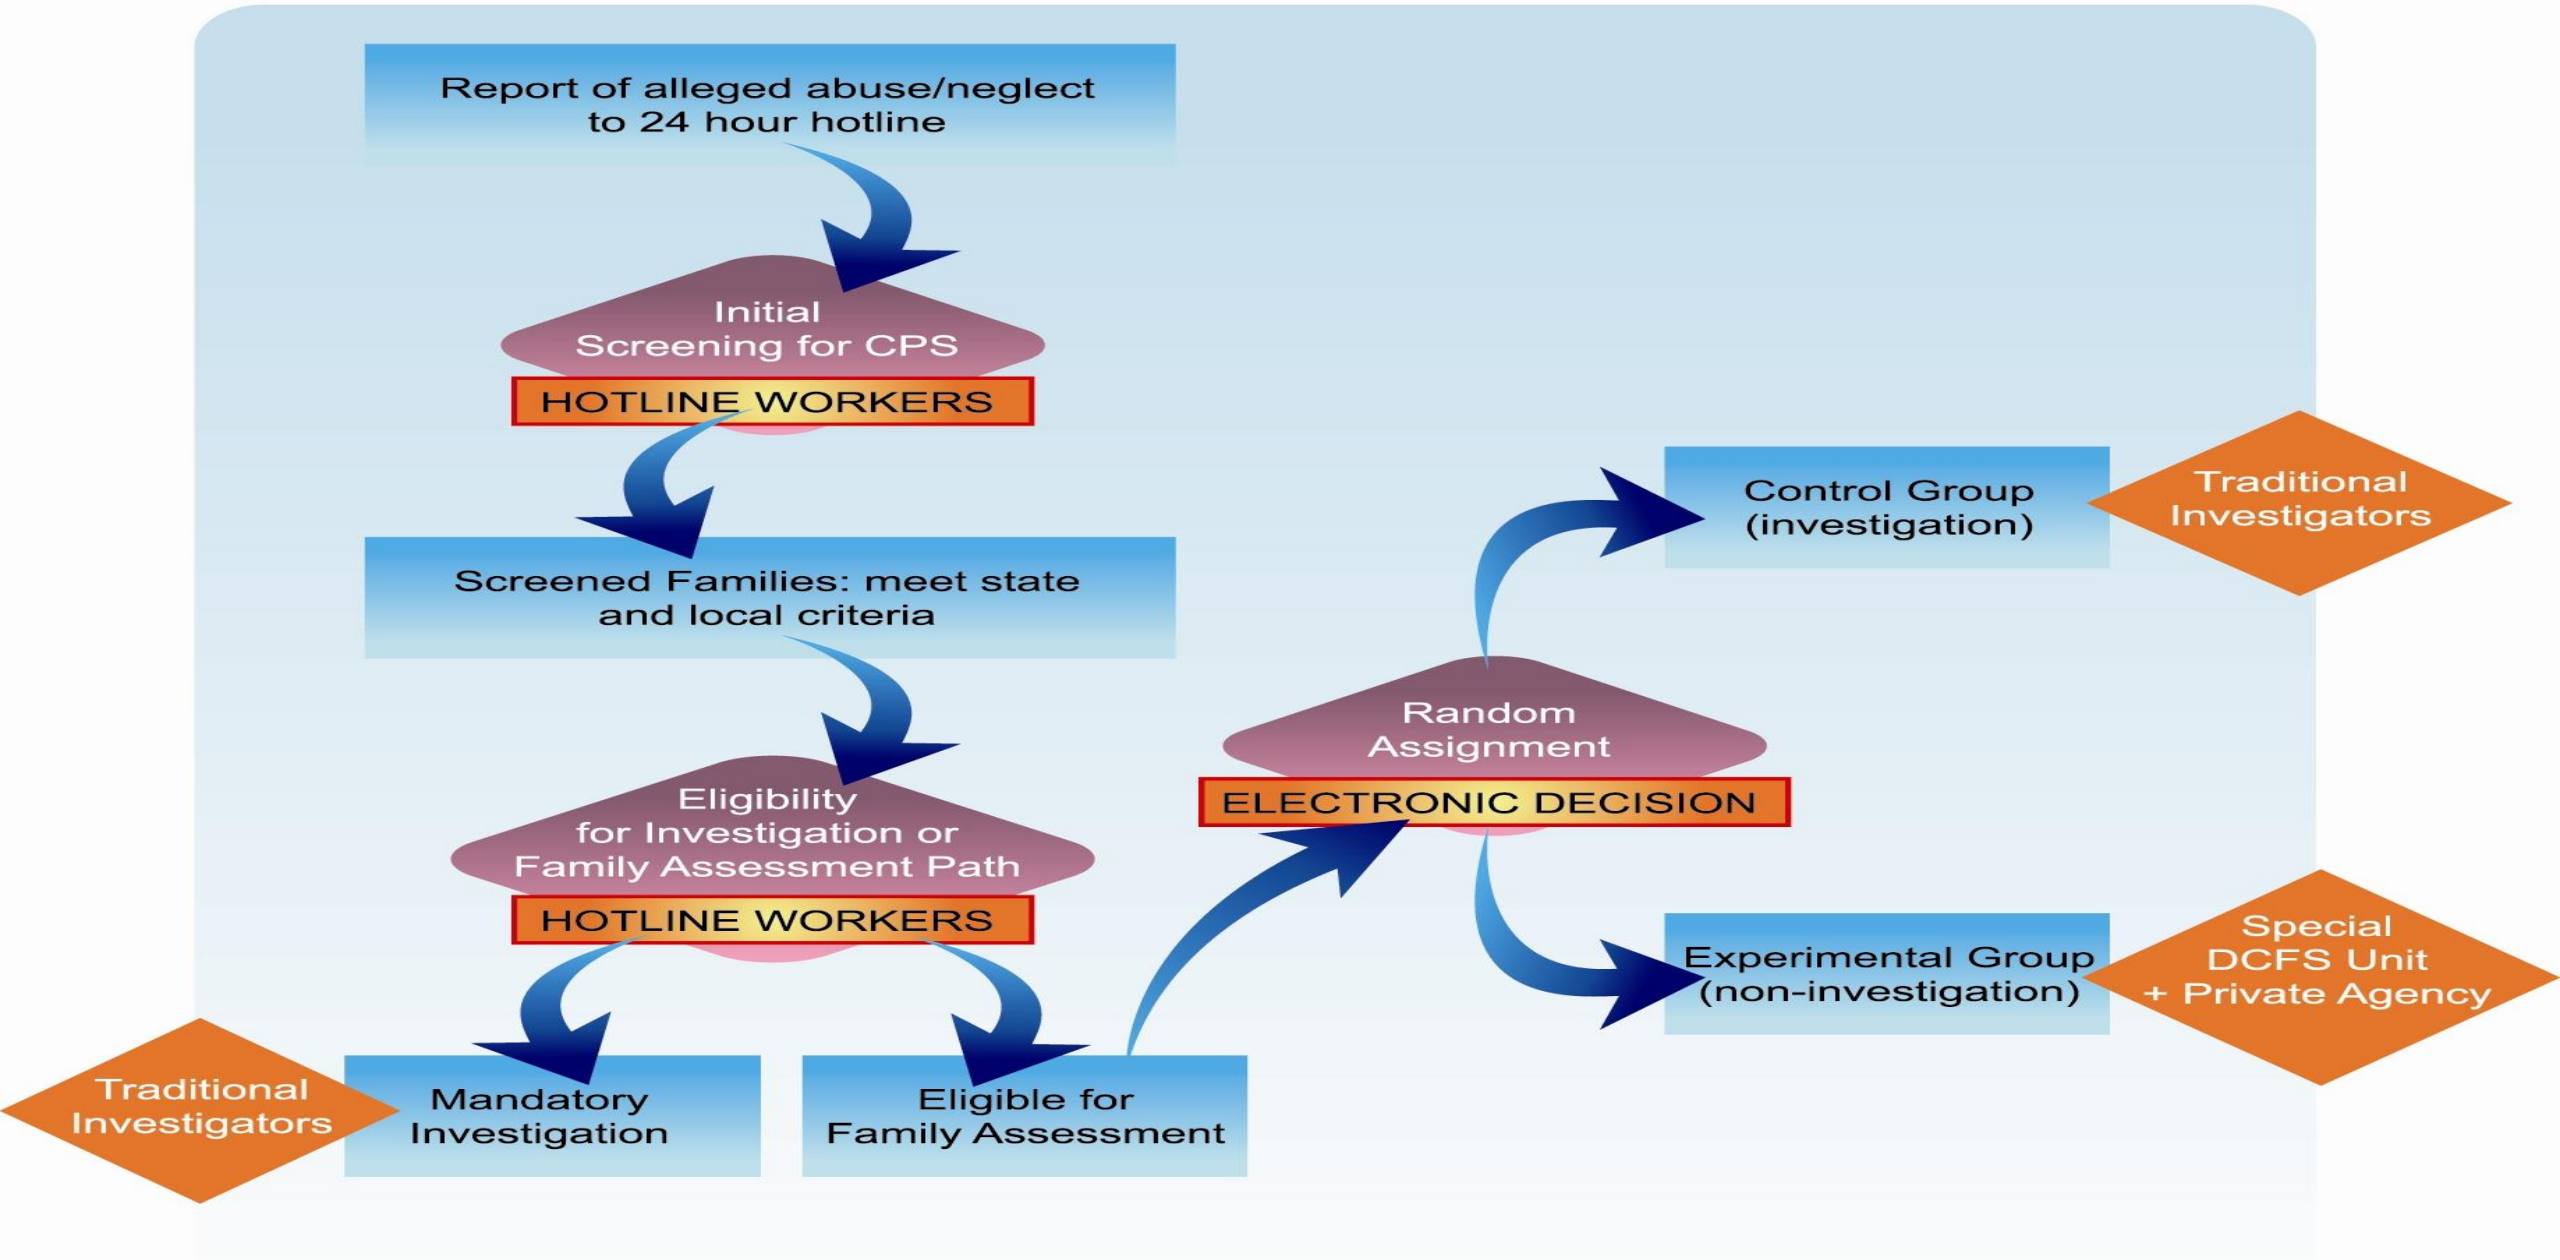 Report of alleged abuse/neglect
to 24 hour hotline
Initial
Screening for CPS
HOTLINE WORKERS
Screened Families: meet state
and local criteria
Eligibility
for Investigation or
Family Assessment Path
HOTLINE WORKERS
Traditional
Investigators
Mandatory
Investigation
Eligible for
Family Assessment
Random
Assignment
ELECTRONIC DECISION
Control Group
(investigation)
Traditional
Investigators
Experimental Group
(non-investigation)
Special
DCFS Unit
+ Private Agency